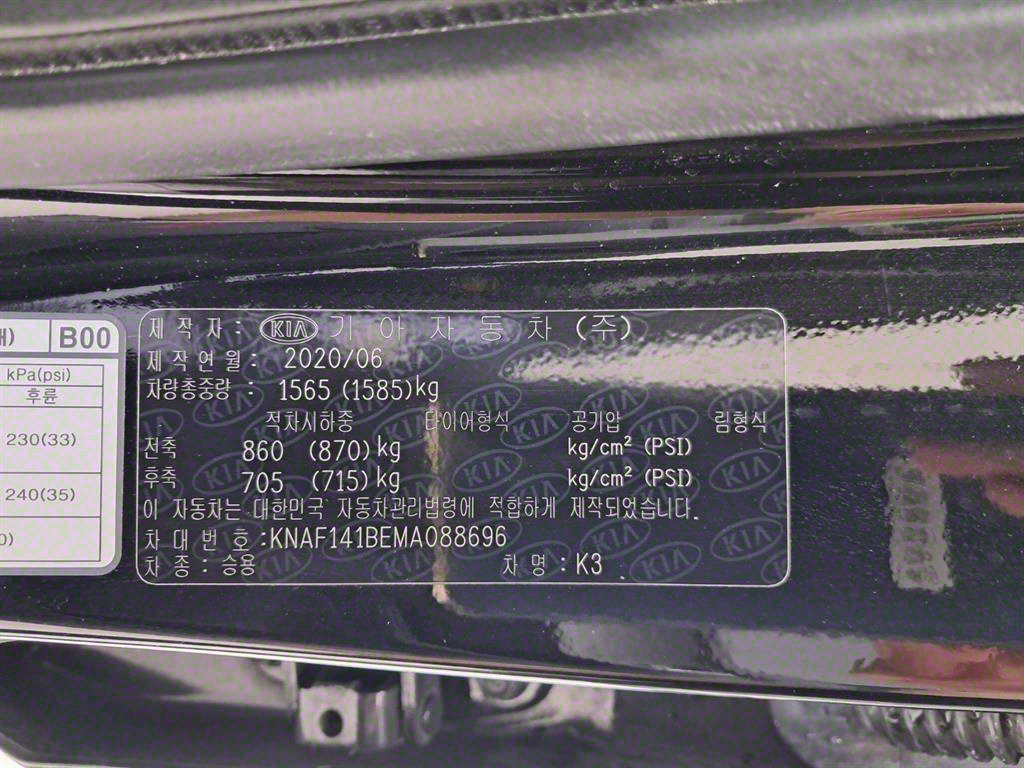 제작자: KIA 기아자동차 (주)
제작연월: 2020/06
차량총중량: 1565 (1585)kg
적차시하중 타이어형식 공기압 림형식
전축 860 (870) kg kg/cm² (PSI)
후축 705 (715) kg kg/cm² (PSI)
이 자동차는 대한민국 자동차관리법령에 적합하게 제작되었습니다.
차대번호:KNAF141BEMA088696
차종: 승용 차명: K3
B00
kPa(psi)
후륜
230(33)
240(35)